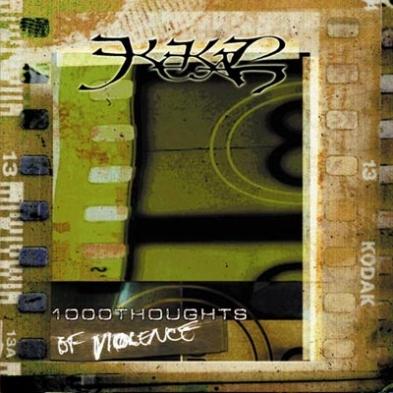 KEKAL
13
13
KODAK
1000THOUGHTS
OF VIOLENCE
13A